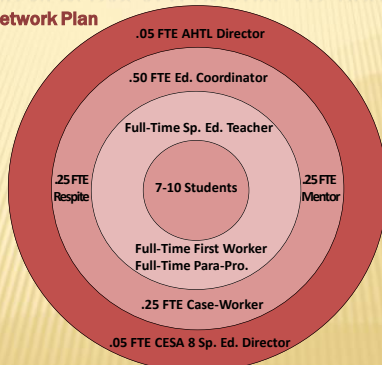 etwork Plan
.05 FTE AHTL Director
.50 FTE Ed. Coordinator
Full-Time Sp. Ed. Teacher
.25 FTE
Respite
7-10 Students
.25 FTE
Mentor
Full-Time First Worker
Full-Time Para-Pro.
.25 FTE Case-Worker
.05 FTE CESA 8 Sp. Ed. Director